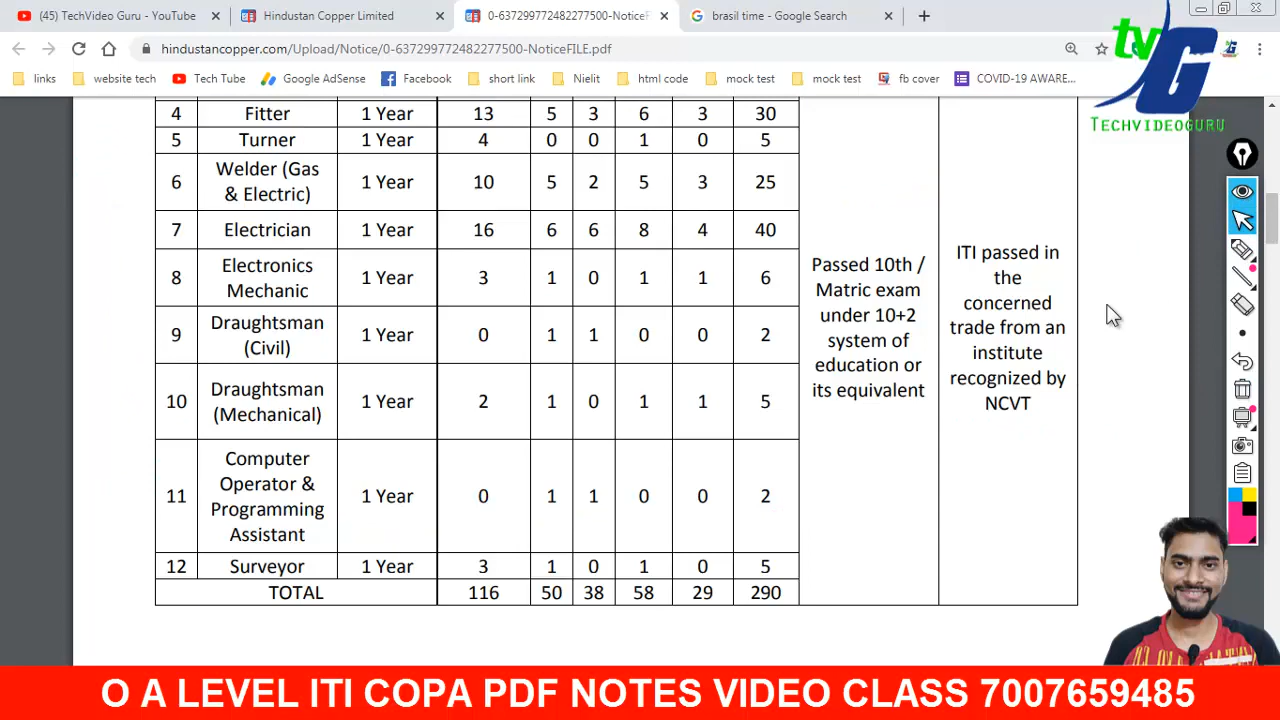 (45) TechVideo Guru - YouTube
Hindustan Copper Limited
0-637299772482277500-NoticeF
brasil time - Google Search
hindustancopper.com/Upload/Notice/0-637299772482277500-NoticeFILE.pdf
links
website tech
Tech Tube
Google AdSense
Facebook
short link
Nielit
html code
mock test
mock test
fb cover
COVID-19 AWARE...
tv G
TECHVIDEOGURU
4 Fitter 1 Year 13 5 3 6 3 30
5 Turner 1 Year 4 0 0 1 0 5
6 Welder (Gas & Electric) 1 Year 10 5 2 5 3 25
7 Electrician 1 Year 16 6 6 8 4 40
8 Electronics Mechanic 1 Year 3 1 0 1 1 6
9 Draughtsman (Civil) 1 Year 0 1 1 0 0 2
10 Draughtsman (Mechanical) 1 Year 2 1 0 1 1 5
11 Computer Operator & Programming Assistant 1 Year 0 1 1 0 0 2
12 Surveyor 1 Year 3 1 0 1 0 5
TOTAL 116 50 38 58 29 290
Passed 10th /
Matric exam
under 10+2
system of
education or
its equivalent
ITI passed in
the
concerned
trade from an
institute
recognized by
NCVT
O A LEVEL ITI COPA PDF NOTES VIDEO CLASS 7007659485